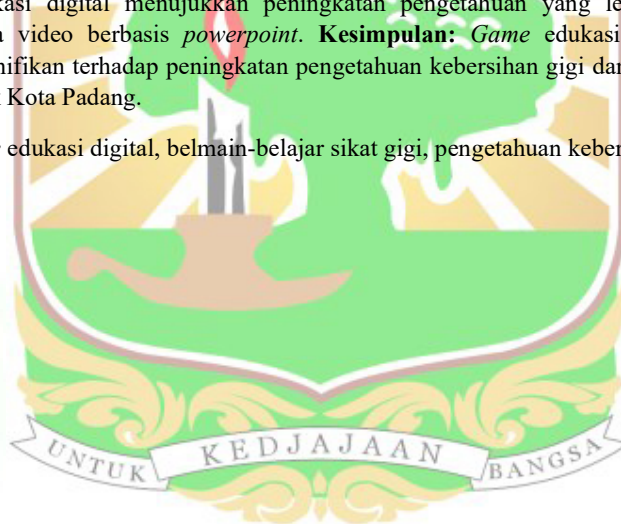 kasi digital menujukkan peningkatan pengetahuan yang le
a video berbasis powerpoint. Kesimpulan: Game edukasi
nifikan terhadap peningkatan pengetahuan kebersihan gigi dan
k Kota Padang.
r edukasi digital, belmain-belajar sikat gigi, pengetahuan keber
UNTUK KEDJAJAAN BANGSA